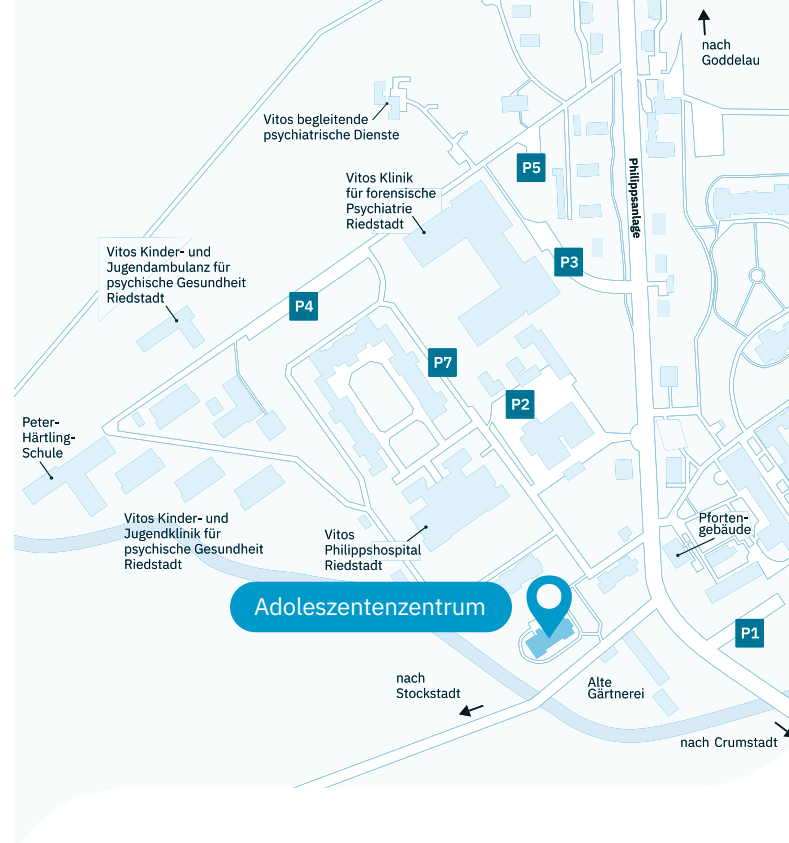 nach
Goddelau
Vitos begleitende
psychiatrische Dienste
P5
Philippsanlage
Vitos Klinik
für forensische
Psychiatrie
Riedstadt
Vitos Kinder- und
Jugendambulanz für
psychische Gesundheit
Riedstadt
P3
P4
P7
P2
Peter-
Härtling-
Schule
Vitos Kinder- und
Jugendklinik für
psychische Gesundheit
Riedstadt
Vitos
Philippshospital
Riedstadt
Pforten-
gebäude
Adoleszentenzentrum
P1
nach
Stockstadt
Alte
Gärtnerei
nach Crumstadt